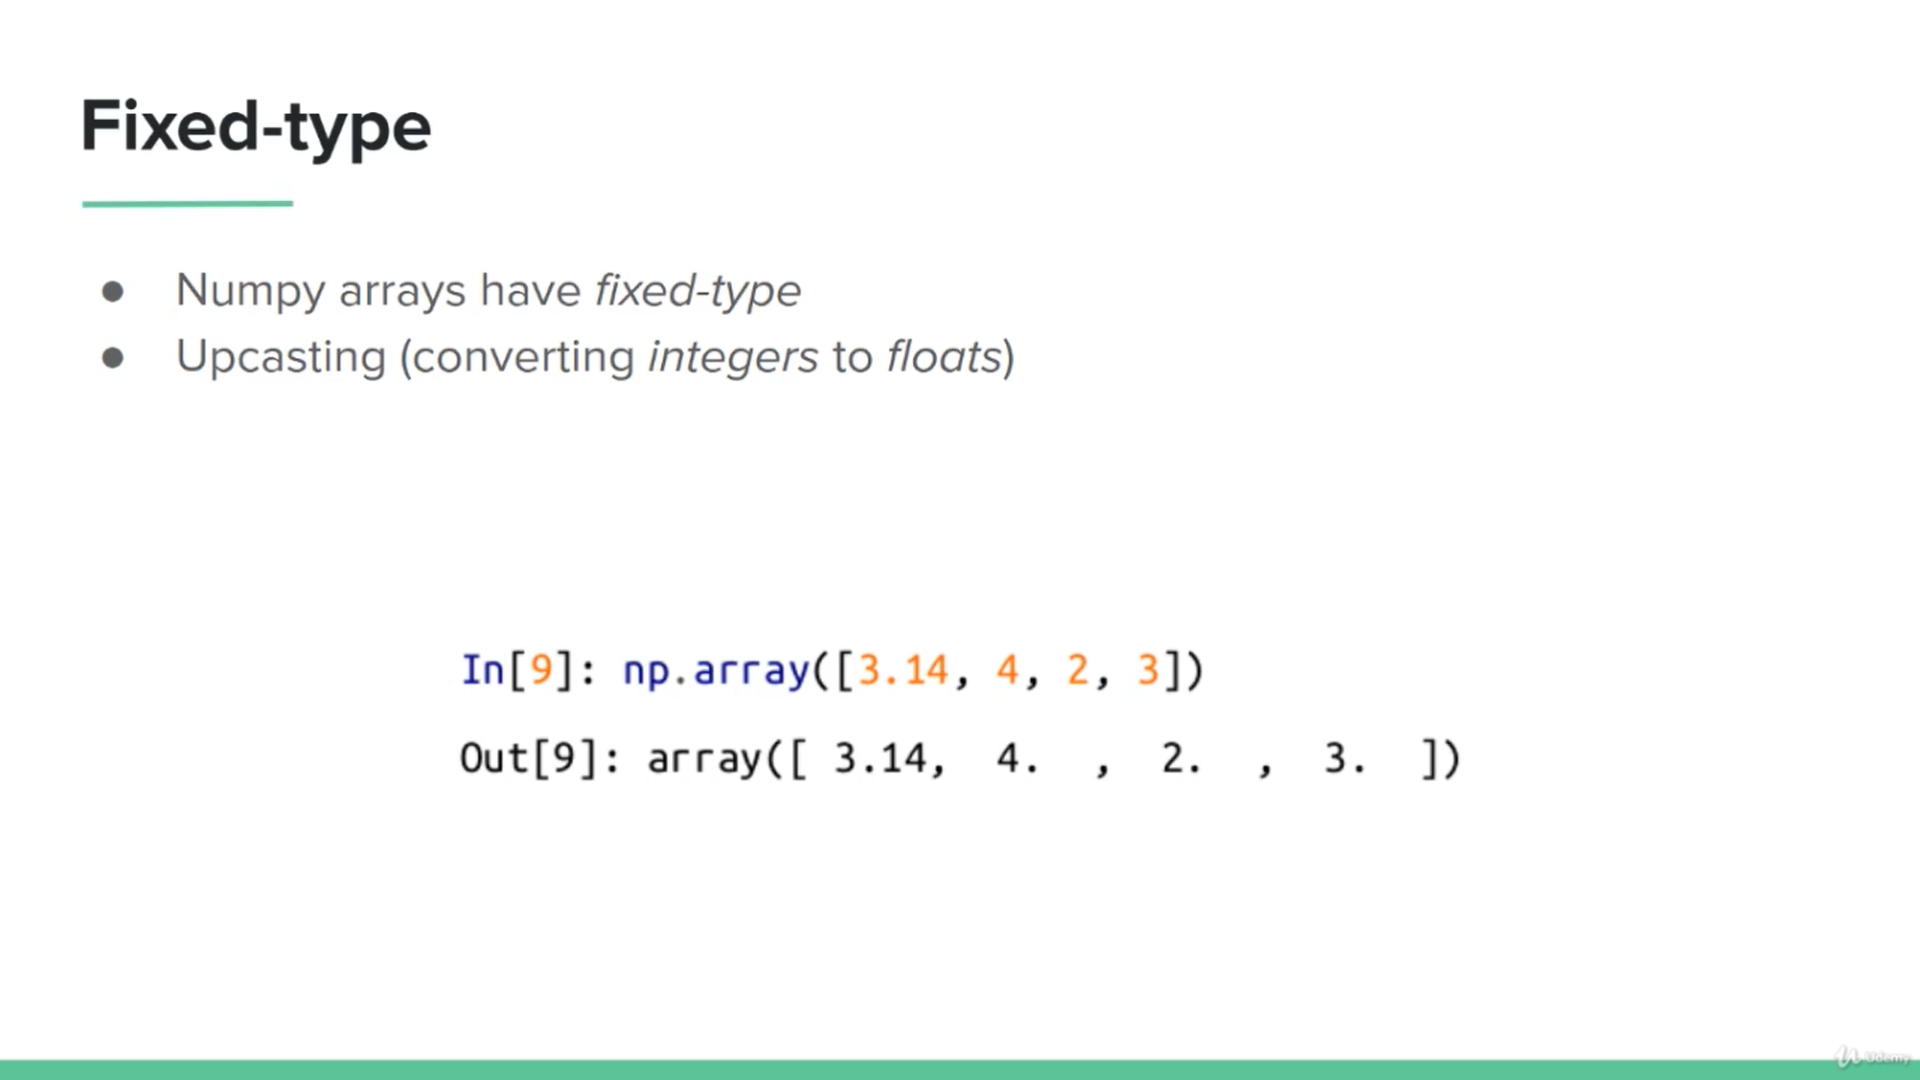 Fixed-type
● Numpy arrays have fixed-type
● Upcasting (converting integers to floats)
In[9]: np.array([3.14, 4, 2, 3])
Out[9]: array([ 3.14,  4.  ,  2.  ,  3.  ])
Udemy